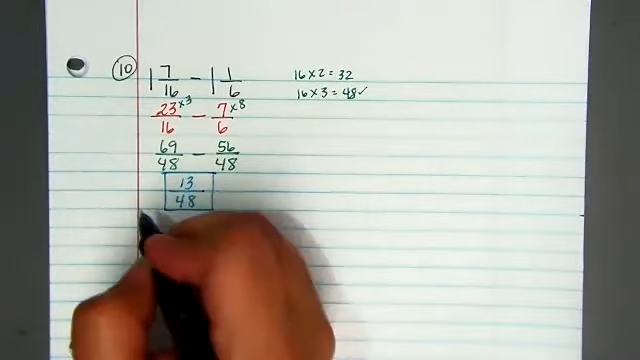 10 1 7/16 - 1 1/6
16 x 2 = 32
16 x 3 = 48 ✓
23/16 x3 - 7/6 x8
69/48 - 56/48
13/48